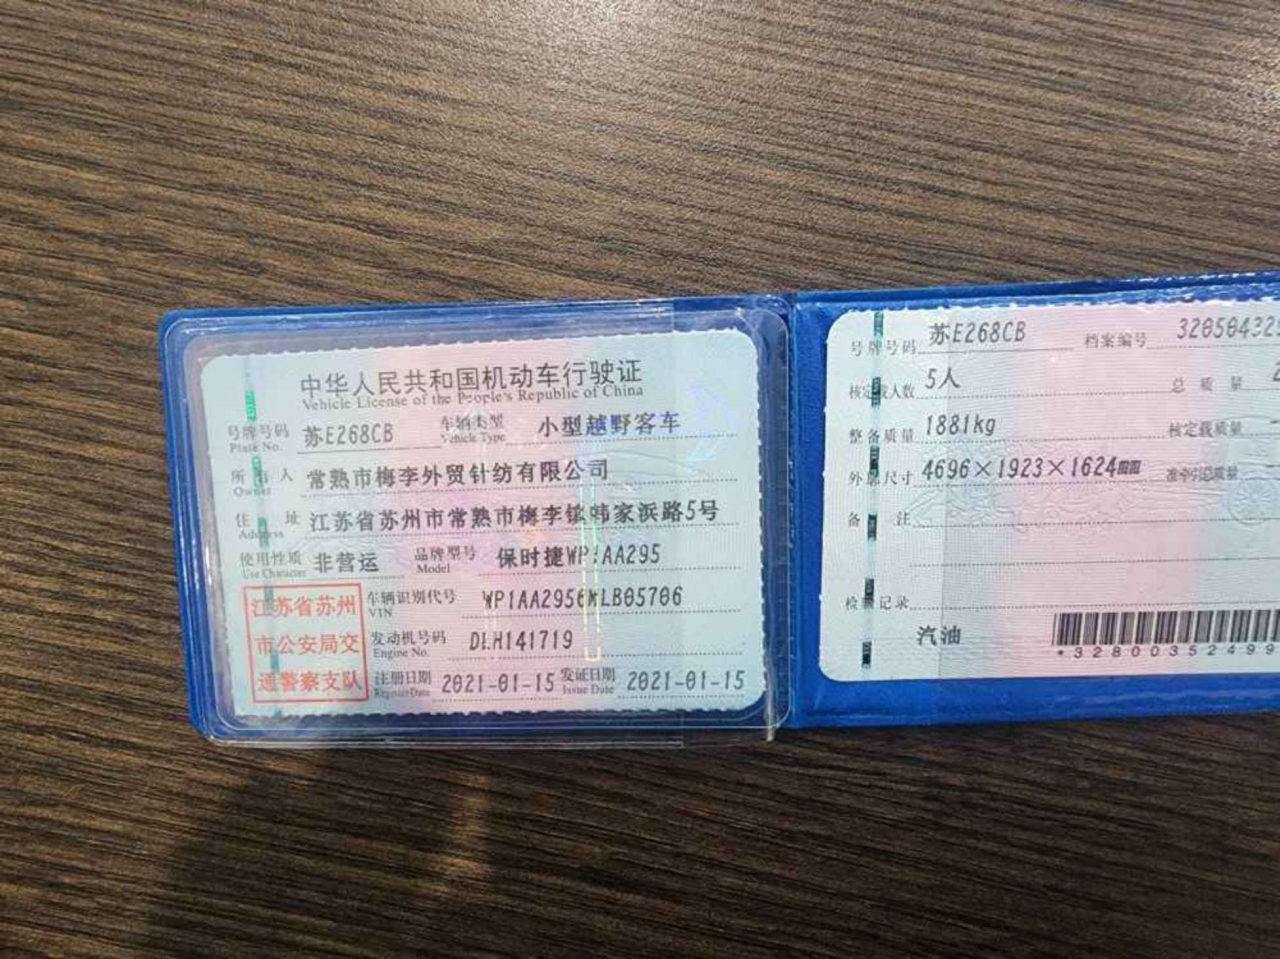 中华人民共和国机动车行驶证
Vehicle License of the People's Republic of China
号牌号码 苏E268CB 车辆类型 小型越野客车
Plate No. Vehicle Type
所有人 常熟市梅李外贸针纺有限公司
Owner
住址 江苏省苏州市常熟市梅李镇 家浜路5号
Address
使用性质 非营运 品牌型号 保时捷WP1AA295
Use Character Model
江苏省苏州
市公安局交
通警察支队
车辆识别代号
VIN
发动机号码 DLH141719
Engine No.
注册日期 2021-01-15 发证日期 2021-01-15
Register Date Issue Date
号牌号码 苏E268CB 档案编号 32050432
核定载人数 5人 总质量
整备质量 1881kg 核定载质量
外廓尺寸 4696×1923×1624mm 准牵引总质量
备注
检验记录
汽油
*3280035249